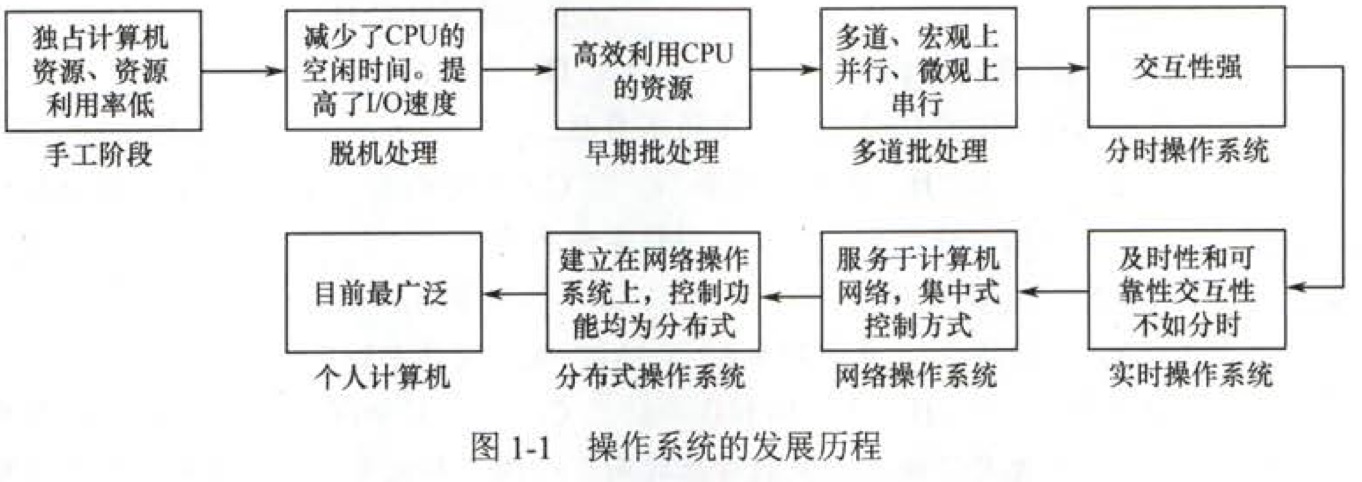 独占计算机
资源、资源
利用率低
手工阶段
减少了CPU的
空闲时间。提
高了I/O速度
脱机处理
高效利用CPU
的资源
早期批处理
多道、宏观上
并行、微观上
串行
多道批处理
交互性强
分时操作系统
及时性和可
靠性交互性
不如分时
实时操作系统
服务于计算机
网络，集中式
控制方式
网络操作系统
建立在网络操作
系统上，控制功
能均为分布式
分布式操作系统
目前最广泛
个人计算机
图 1-1 操作系统的发展历程